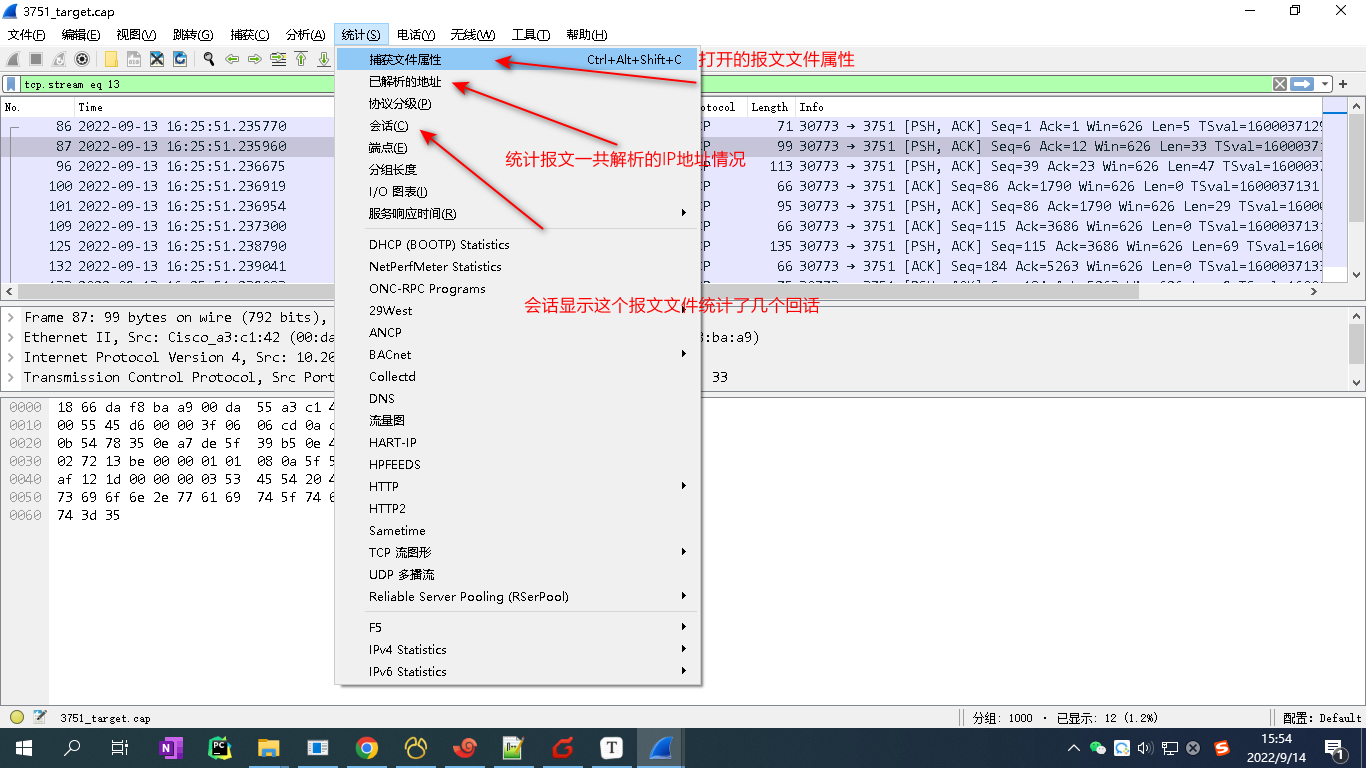 3751_target.cap
文件(F) 编辑(E) 视图(V) 跳转(G) 捕获(C) 分析(A) 统计(S) 电话(Y) 无线(W) 工具(T) 帮助(H)
tcp.stream eq 13
No. Time otocol Length Info
86 2022-09-13 16:25:51.235770 CP 71 30773 → 3751 [PSH, ACK] Seq=1 Ack=1 Win=626 Len=5 TSval=1600037129
87 2022-09-13 16:25:51.235960 CP 99 30773 → 3751 [PSH, ACK] Seq=6 Ack=12 Win=626 Len=33 TSval=16000371
96 2022-09-13 16:25:51.236675 CP 113 30773 → 3751 [PSH, ACK] Seq=39 Ack=23 Win=626 Len=47 TSval=1600037
100 2022-09-13 16:25:51.236919 CP 66 30773 → 3751 [ACK] Seq=86 Ack=1790 Win=626 Len=0 TSval=1600037131
101 2022-09-13 16:25:51.236954 CP 95 30773 → 3751 [PSH, ACK] Seq=86 Ack=1790 Win=626 Len=29 TSval=16000
109 2022-09-13 16:25:51.237300 CP 66 30773 → 3751 [ACK] Seq=115 Ack=3686 Win=626 Len=0 TSval=160003713
125 2022-09-13 16:25:51.238790 CP 135 30773 → 3751 [PSH, ACK] Seq=115 Ack=3686 Win=626 Len=69 TSval=1600
132 2022-09-13 16:25:51.239041 CP 66 30773 → 3751 [ACK] Seq=184 Ack=5263 Win=626 Len=0 TSval=160003713
捕获文件属性 Ctrl+Alt+Shift+C
已解析的地址
协议分级(P)
会话(C)
端点(E)
分组长度
I/O 图表(I)
服务响应时间(R)
DHCP (BOOTP) Statistics
NetPerfMeter Statistics
ONC-RPC Programs
29West
ANCP
BACnet
Collectd
DNS
流量图
HART-IP
HPFEEDS
HTTP
HTTP2
Sametime
TCP 流图形
UDP 多播流
Reliable Server Pooling (RSerPool)
F5
IPv4 Statistics
IPv6 Statistics
打开的报文文件属性
统计报文一共解析的IP地址情况
会话显示这个报文文件统计了几个回话
Frame 87: 99 bytes on wire (792 bits),
Ethernet II, Src: Cisco_a3:c1:42 (00:da 3:ba:a9)
Internet Protocol Version 4, Src: 10.20
Transmission Control Protocol, Src Port 33
0000 18 66 da f8 ba a9 00 da 55 a3 c1 4
0010 00 55 45 d6 00 00 3f 06 06 cd 0a c
0020 0b 54 78 35 0e a7 de 5f 39 b5 0e 4
0030 02 72 13 be 00 00 01 01 08 0a 5f 5
0040 af 12 1d 00 00 00 03 53 45 54 20 4
0050 73 69 6f 6e 2e 77 61 69 74 5f 74 6
0060 74 3d 35
3751_target.cap 分组: 1000 · 已显示: 12 (1.2%) 配置: Default
15:54
2022/9/14